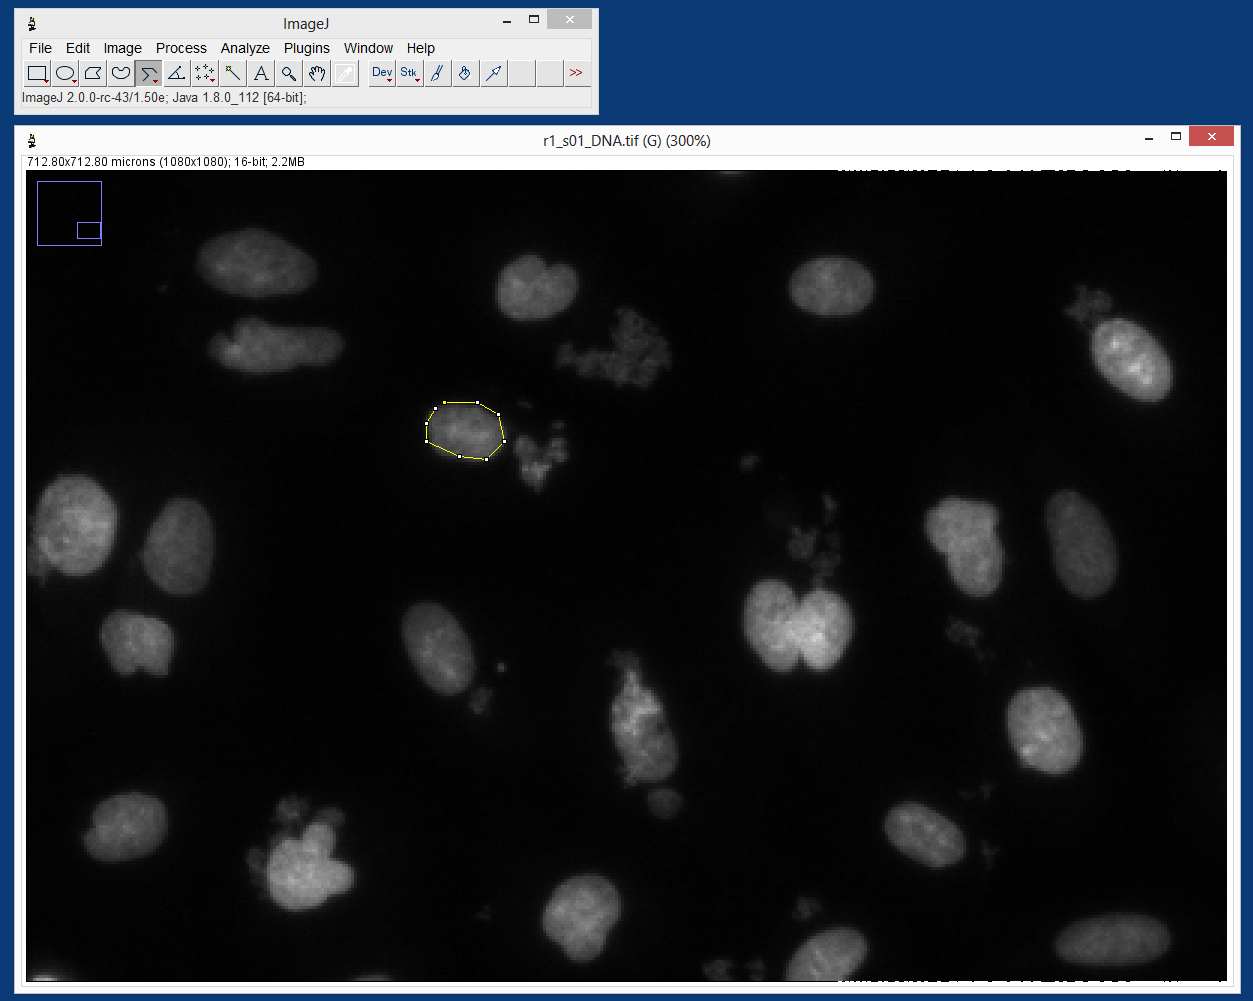 ImageJ
File Edit Image Process Analyze Plugins Window Help
A Dev Stk >>
ImageJ 2.0.0-rc-43/1.50e; Java 1.8.0_112 [64-bit];
r1_s01_DNA.tif (G) (300%)
712.80x712.80 microns (1080x1080); 16-bit; 2.2MB